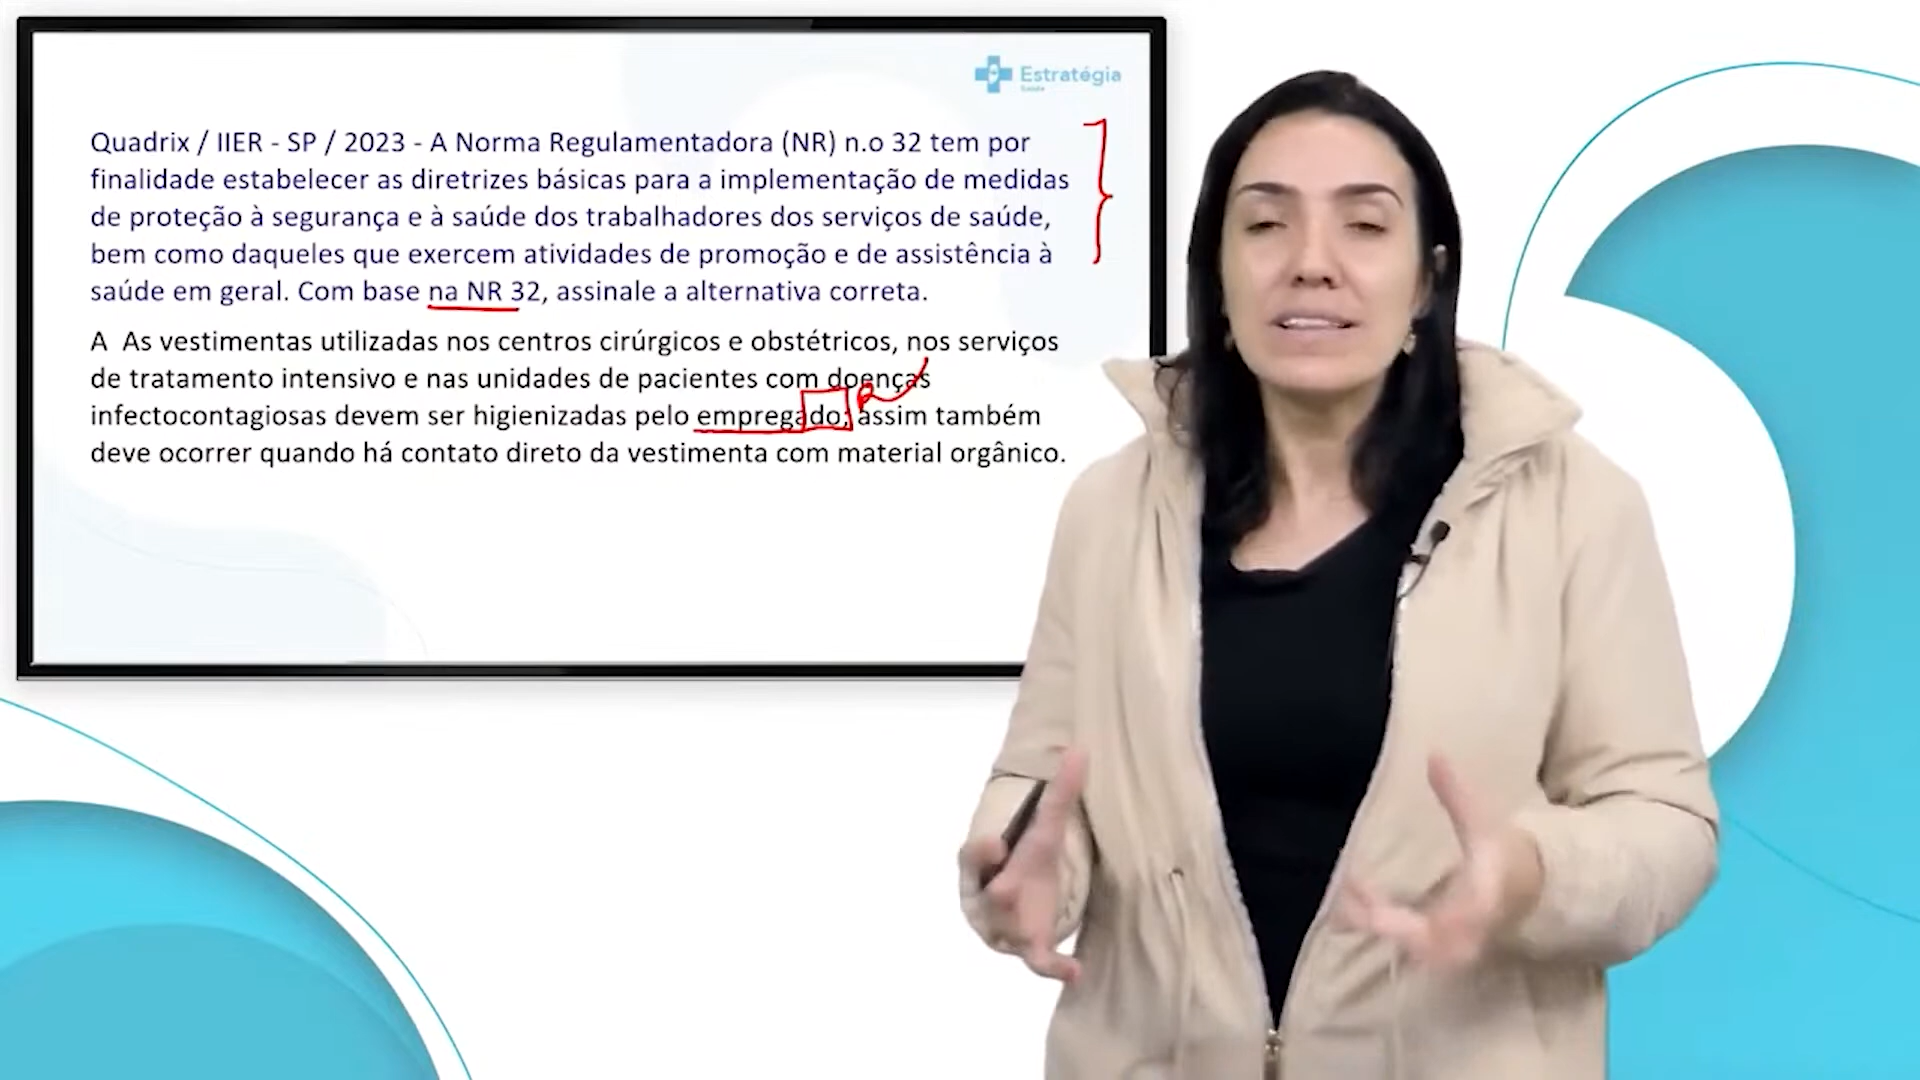 Estratégia
Saúde
Quadrix / IIER - SP / 2023 - A Norma Regulamentadora (NR) n.o 32 tem por
finalidade estabelecer as diretrizes básicas para a implementação de medidas
de proteção à segurança e à saúde dos trabalhadores dos serviços de saúde,
bem como daqueles que exercem atividades de promoção e de assistência à
saúde em geral. Com base na NR 32, assinale a alternativa correta.
A As vestimentas utilizadas nos centros cirúrgicos e obstétricos, nos serviços
de tratamento intensivo e nas unidades de pacientes com doenças
infectocontagiosas devem ser higienizadas pelo empregado; assim também
deve ocorrer quando há contato direto da vestimenta com material orgânico.
R